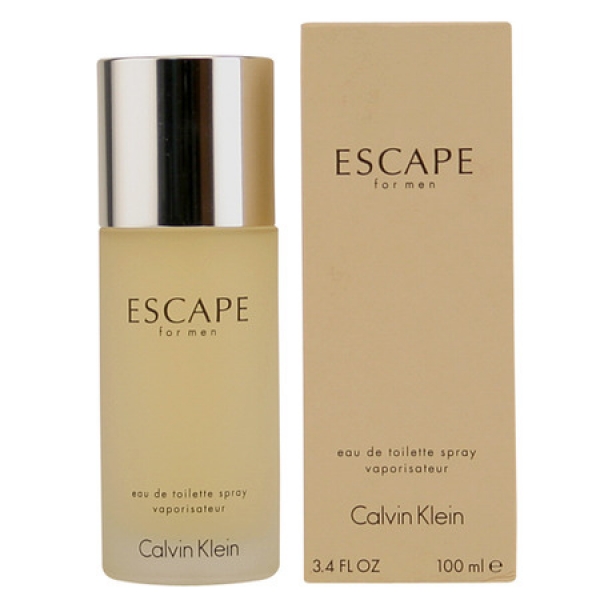 ESCAPE
for men
eau de toilette spray
vaporisateur
Calvin Klein
ESCAPE
for men
eau de toilette spray
vaporisateur
Calvin Klein
3.4 FL OZ 100 ml ℮